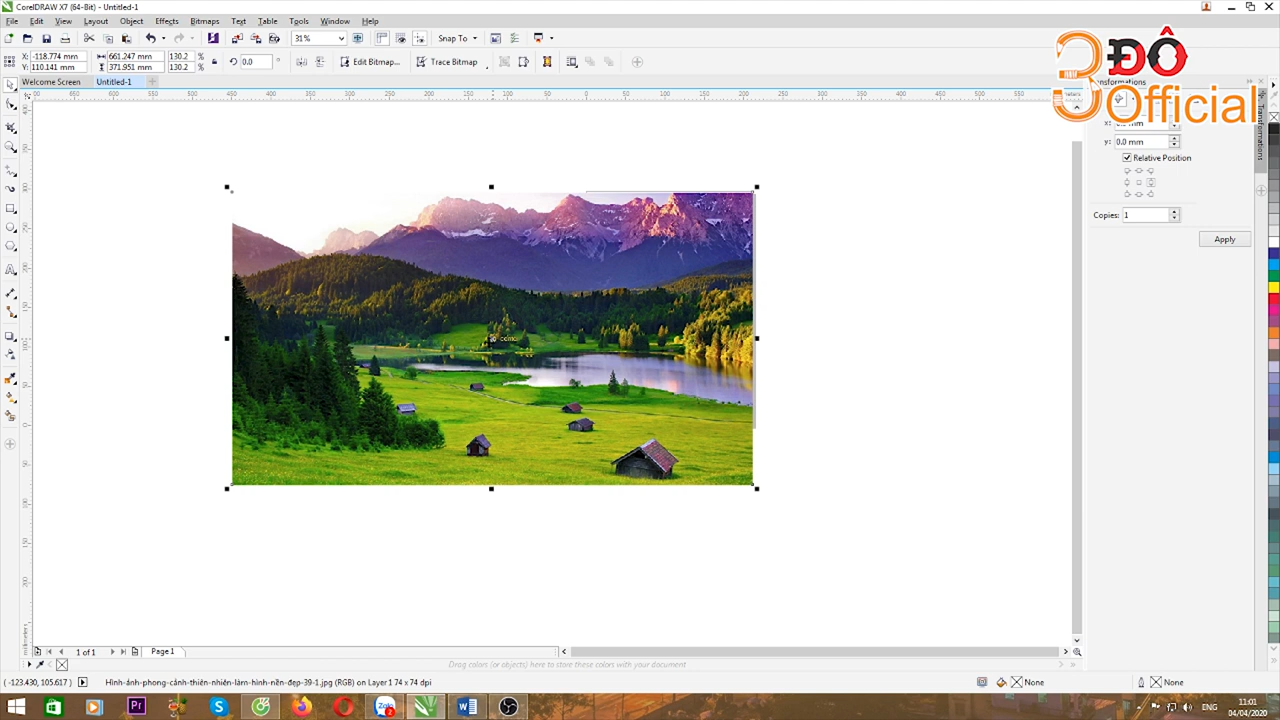 CorelDRAW X7 (64-Bit) - Untitled-1
File Edit View Layout Object Effects Bitmaps Text Table Tools Window Help
31% Snap To
X: -118.774 mm 661.247 mm 130.2 % 0.0 ° Edit Bitmap... Trace Bitmap
Y: 110.141 mm 371.951 mm 130.2 %
3 ĐÔ
Official
Welcome Screen Untitled-1
Transformations
x: mm
y: 0.0 mm
Relative Position
Copies: 1
Apply
1 of 1 Page 1
Drag colors (or objects) here to store these colors with your document
( -123.430, 105.617 ) Hình-ảnh-phong-cảnh-thiên-nhiên-làm-hình-nền-đẹp-39-1.jpg (RGB) on Layer 1 74 x 74 dpi None None
Pr S Zalo 2 W ENG 11:01
04/04/2020